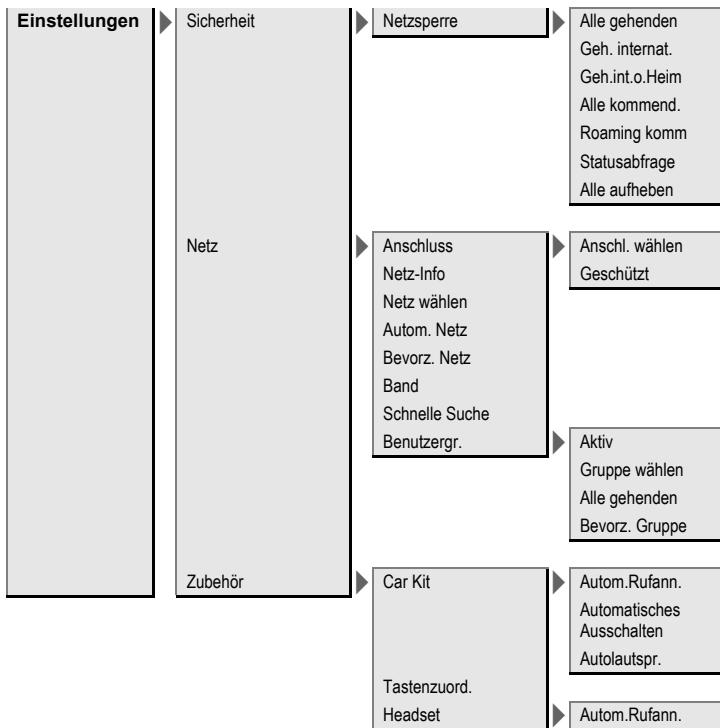 Einstellungen Sicherheit Netzsperre Alle gehenden
Geh. internat.
Geh.int.o.Heim
Alle kommend.
Roaming komm
Statusabfrage
Alle aufheben
Netz Anschluss Anschl. wählen
Netz-Info Geschützt
Netz wählen
Autom. Netz
Bevorz. Netz
Band
Schnelle Suche
Benutzergr. Aktiv
Gruppe wählen
Alle gehenden
Bevorz. Gruppe
Zubehör Car Kit Autom.Rufann.
Automatisches
Ausschalten
Autolautspr.
Tastenzuord.
Headset Autom.Rufann.